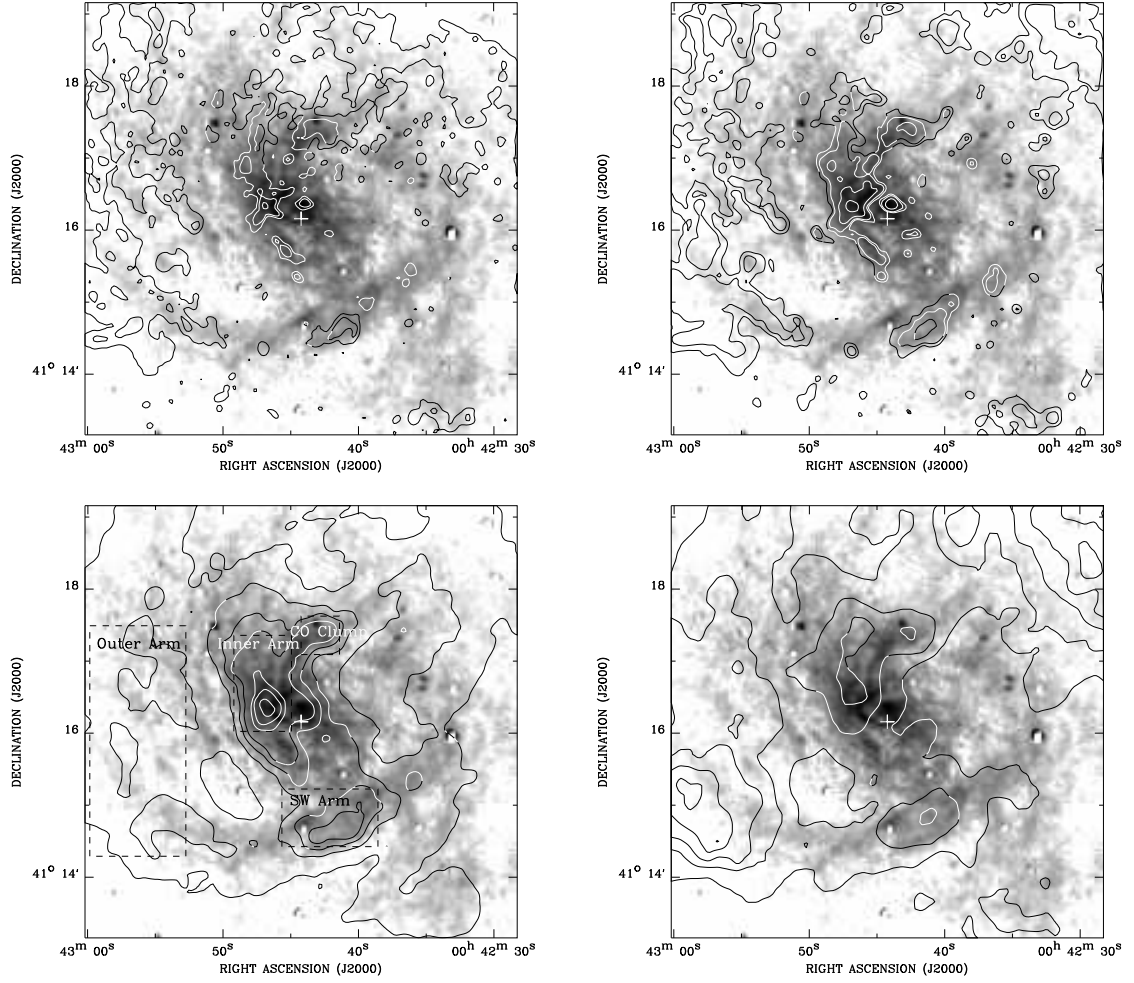 DECLINATION (J2000)
18
16
41° 14'
43ᵐ 00ˢ 50ˢ 40ˢ 00ʰ 42ᵐ 30ˢ
RIGHT ASCENSION (J2000)
DECLINATION (J2000)
18
16
41° 14'
43ᵐ 00ˢ 50ˢ 40ˢ 00ʰ 42ᵐ 30ˢ
RIGHT ASCENSION (J2000)
DECLINATION (J2000)
18
CO Clump
Outer Arm Inner Arm
16
SW Arm
41° 14'
43ᵐ 00ˢ 50ˢ 40ˢ 00ʰ 42ᵐ 30ˢ
RIGHT ASCENSION (J2000)
DECLINATION (J2000)
18
16
41° 14'
43ᵐ 00ˢ 50ˢ 40ˢ 00ʰ 42ᵐ 30ˢ
RIGHT ASCENSION (J2000)